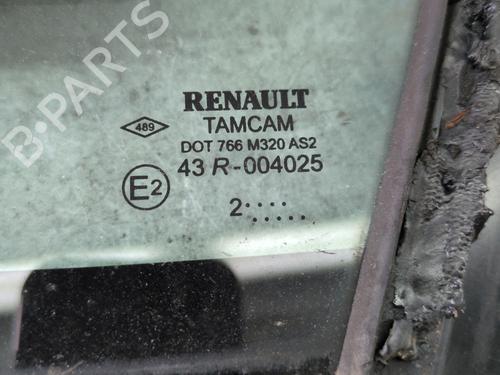 B-PARTS
RENAULT
489
TAMCAM
DOT 766 M320 AS2
43 R-004025
E2
2....
.....